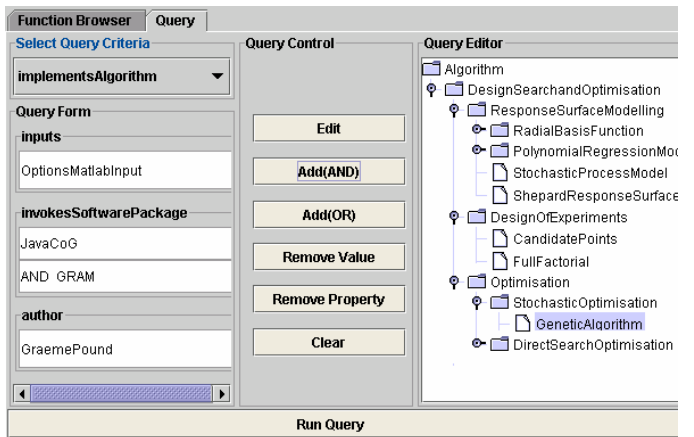 Function Browser Query
Select Query Criteria
implementsAlgorithm
Query Form
inputs
OptionsMatlabInput
invokesSoftwarePackage
JavaCoG
AND GRAM
author
GraemePound
Query Control
Edit
Add(AND)
Add(OR)
Remove Value
Remove Property
Clear
Query Editor
Algorithm
DesignSearchandOptimisation
ResponseSurfaceModelling
RadialBasisFunction
PolynomialRegressionMod
StochasticProcessModel
ShepardResponseSurface
DesignOfExperiments
CandidatePoints
FullFactorial
Optimisation
StochasticOptimisation
GeneticAlgorithm
DirectSearchOptimisation
Run Query